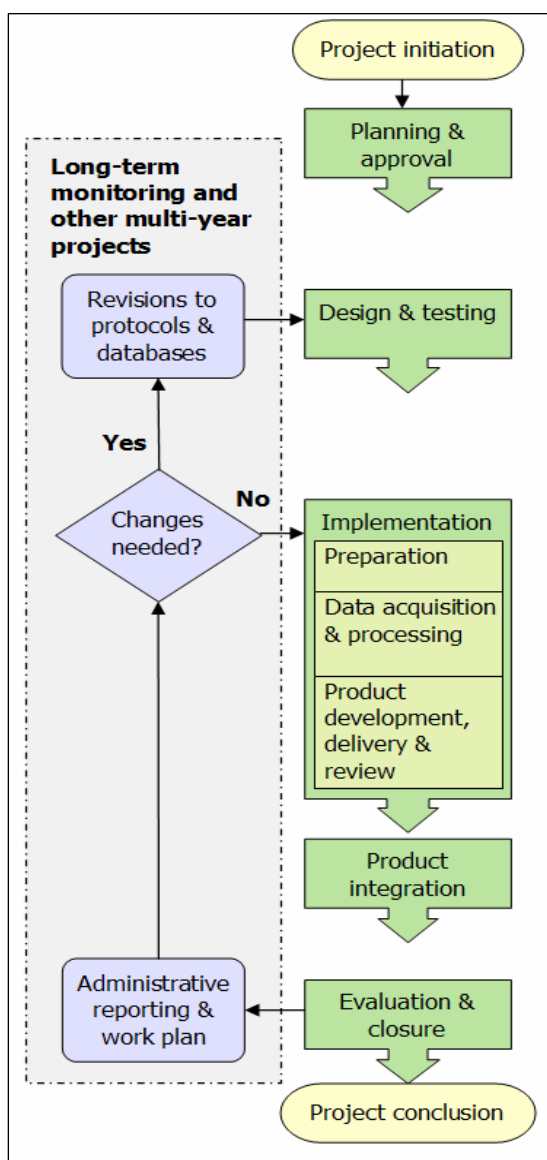 Project initiation
Planning &
approval
Long-term
monitoring and
other multi-year
projects
Revisions to
protocols &
databases
Design & testing
Yes
No
Changes
needed?
Implementation
Preparation
Data acquisition
& processing
Product
development,
delivery &
review
Product
integration
Administrative
reporting &
work plan
Evaluation &
closure
Project conclusion